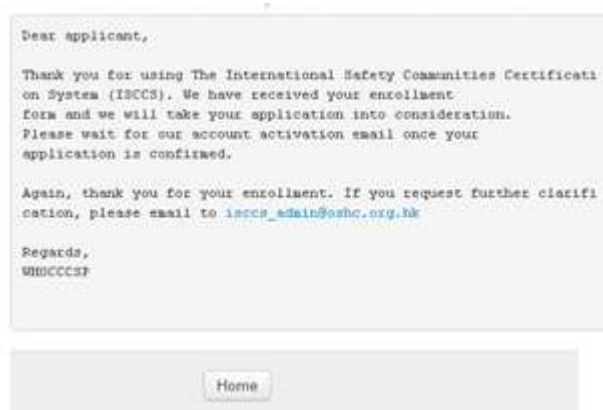 Dear applicant,
Thank you for using The International Safety Communities Certificati
on System (ISCCS). We have received your enrollment
form and we will take your application into consideration.
Please wait for our account activation email once your
application is confirmed.
Again, thank you for your enrollment. If you request further clarifi
cation, please email to isccs_admin@oshc.org.hk
Regards,
WHOCCCSP
Home